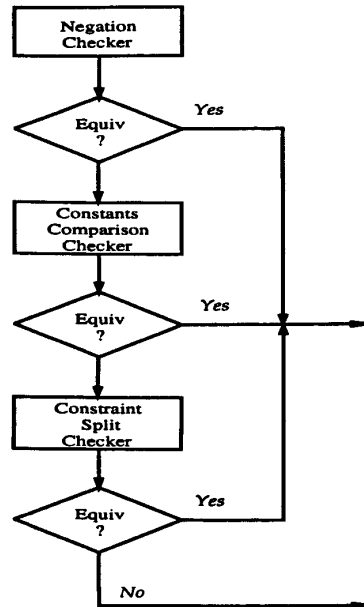 Negation
Checker
Equiv
?
Yes
Constants
Comparison
Checker
Equiv
?
Yes
Constraint
Split
Checker
Equiv
?
Yes
No